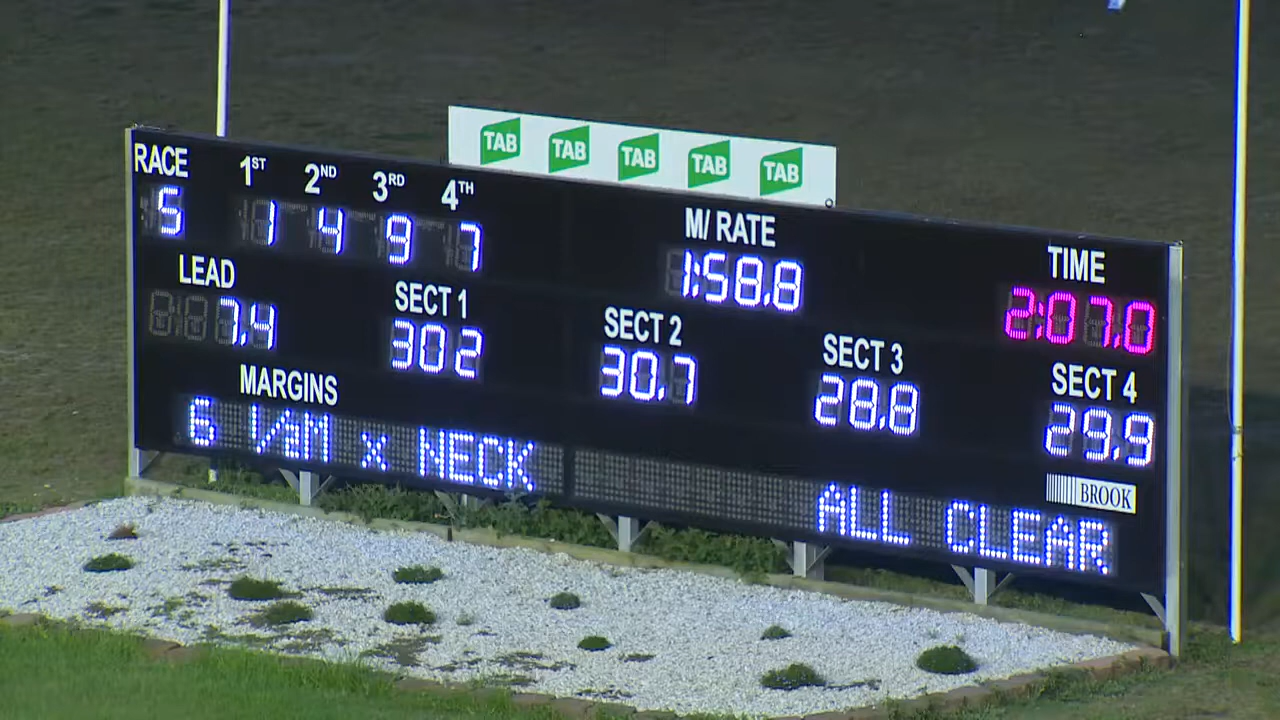 TAB TAB TAB TAB TAB
RACE 1ST 2ND 3RD 4TH
5 1 4 9 7
M/ RATE
1:58.8
TIME
2:07.0
LEAD
7.4
SECT 1
302
SECT 2
30.7
SECT 3
28.8
SECT 4
29.9
MARGINS
6 1/4M x NECK
ALL CLEAR
BROOK